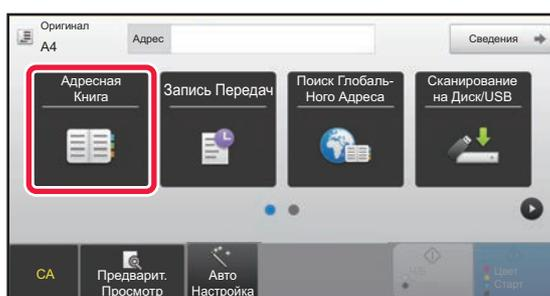 Оригинал
A4
Адрес
Сведения
Адресная
Книга
Запись Передач
Поиск Глобаль-
Ного Адреса
Сканирование
на Диск/USB
CA
Предварит.
Просмотр
Авто
Настройка
Ч/Б
Старт
Цвет
Старт